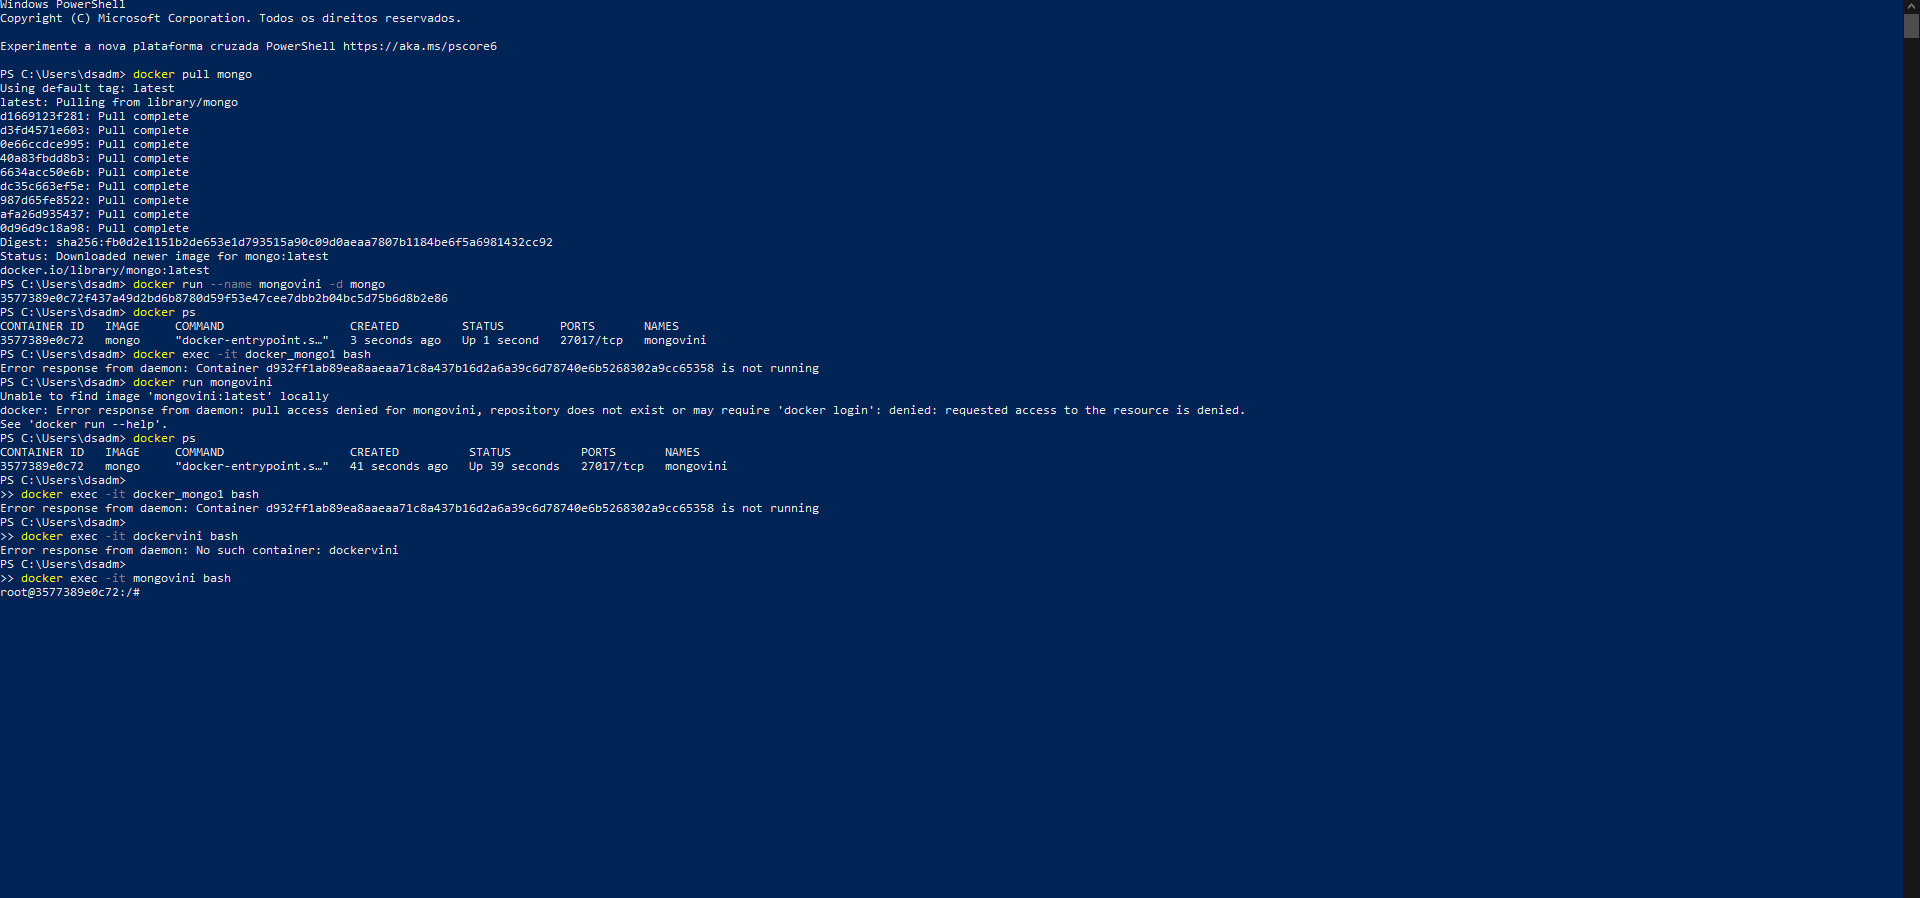 Windows PowerShell
Copyright (C) Microsoft Corporation. Todos os direitos reservados.
Experimente a nova plataforma cruzada PowerShell https://aka.ms/pscore6
PS C:\Users\dsadm> docker pull mongo
Using default tag: latest
latest: Pulling from library/mongo
d1669123f281: Pull complete
d3fd4571e603: Pull complete
0e66ccdce995: Pull complete
40a83fbdd8b3: Pull complete
6634acc50e6b: Pull complete
dc35c663ef5e: Pull complete
987d65fe8522: Pull complete
afa26d935437: Pull complete
0d96d9c18a98: Pull complete
Digest: sha256:fb0d2e1151b2de653e1d793515a90c09d0aeaa7807b1184be6f5a6981432cc92
Status: Downloaded newer image for mongo:latest
docker.io/library/mongo:latest
PS C:\Users\dsadm> docker run --name mongovini -d mongo
3577389e0c72f437a49d2bd6b8780d59f53e47cee7dbb2b04bc5d75b6d8b2e86
PS C:\Users\dsadm> docker ps
CONTAINER ID   IMAGE     COMMAND                  CREATED         STATUS        PORTS       NAMES
3577389e0c72   mongo     "docker-entrypoint.s…"   3 seconds ago   Up 1 second   27017/tcp   mongovini
PS C:\Users\dsadm> docker exec -it docker_mongo1 bash
Error response from daemon: Container d932ff1ab89ea8aaeaa71c8a437b16d2a6a39c6d78740e6b5268302a9cc65358 is not running
PS C:\Users\dsadm> docker run mongovini
Unable to find image 'mongovini:latest' locally
docker: Error response from daemon: pull access denied for mongovini, repository does not exist or may require 'docker login': denied: requested access to the resource is denied.
See 'docker run --help'.
PS C:\Users\dsadm> docker ps
CONTAINER ID   IMAGE     COMMAND                  CREATED          STATUS          PORTS       NAMES
3577389e0c72   mongo     "docker-entrypoint.s…"   41 seconds ago   Up 39 seconds   27017/tcp   mongovini
PS C:\Users\dsadm>
>> docker exec -it docker_mongo1 bash
Error response from daemon: Container d932ff1ab89ea8aaeaa71c8a437b16d2a6a39c6d78740e6b5268302a9cc65358 is not running
PS C:\Users\dsadm>
>> docker exec -it dockervini bash
Error response from daemon: No such container: dockervini
PS C:\Users\dsadm>
>> docker exec -it mongovini bash
root@3577389e0c72:/#